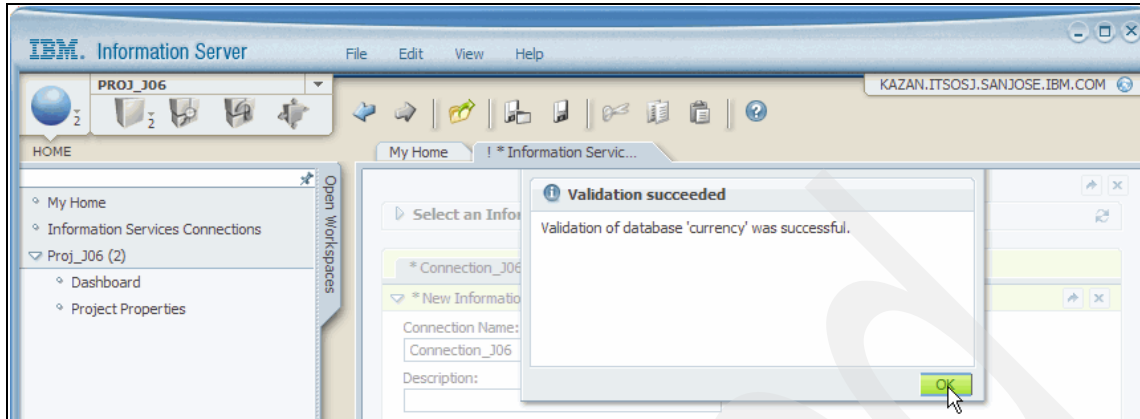 IBM. Information Server
File Edit View Help
PROJ_J06
KAZAN.ITSOSJ.SANJOSE.IBM.COM
2
2
HOME
My Home
! * Information Servic...
My Home
Information Services Connections
Proj_J06 (2)
Dashboard
Project Properties
Open Workspaces
Select an Infor
* Connection_J06
* New Informatio
Connection Name:
Connection_J06
Description:
Validation succeeded
Validation of database 'currency' was successful.
OK